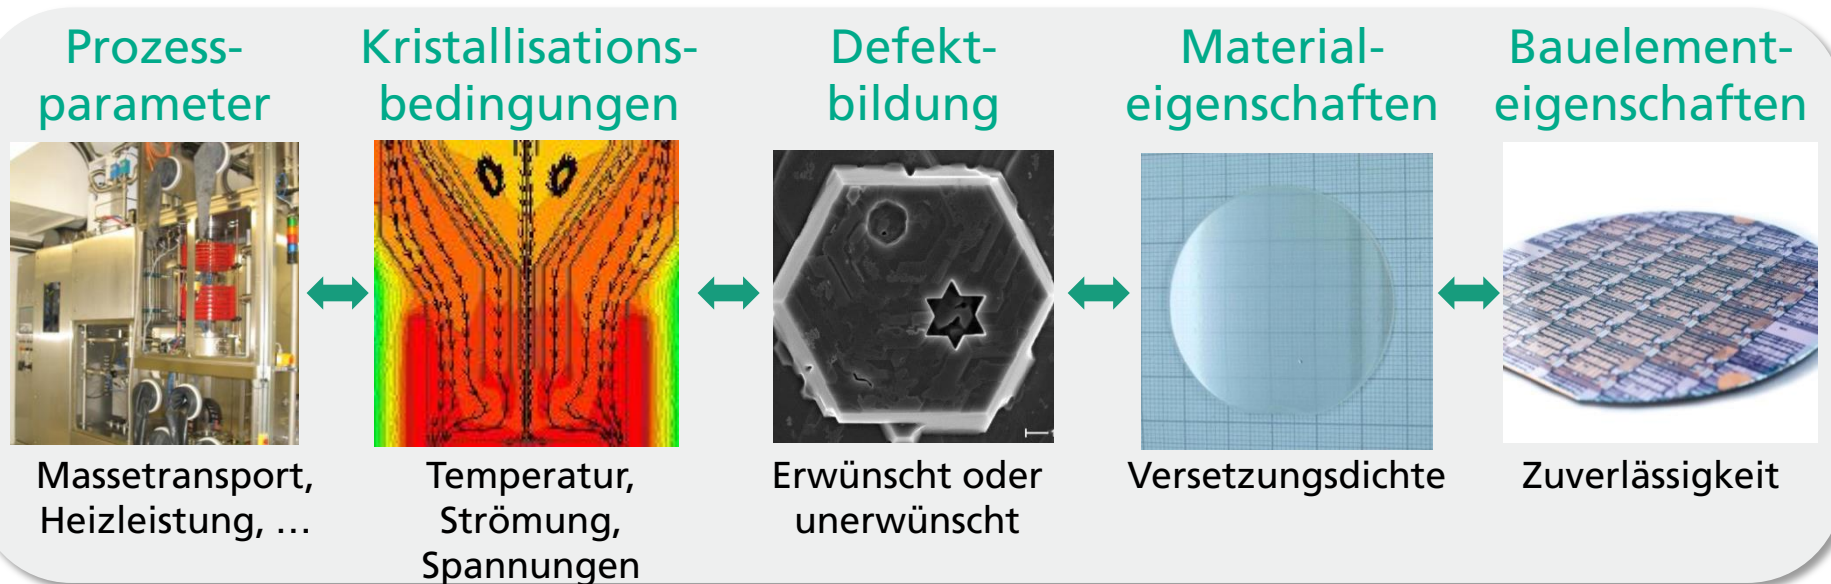 Prozess-
parameter
Kristallisations-
bedingungen
Defekt-
bildung
Material-
eigenschaften
Bauelement-
eigenschaften
Massetransport,
Heizleistung, ...
Temperatur,
Strömung,
Spannungen
Erwünscht oder
unerwünscht
Versetzungsdichte
Zuverlässigkeit